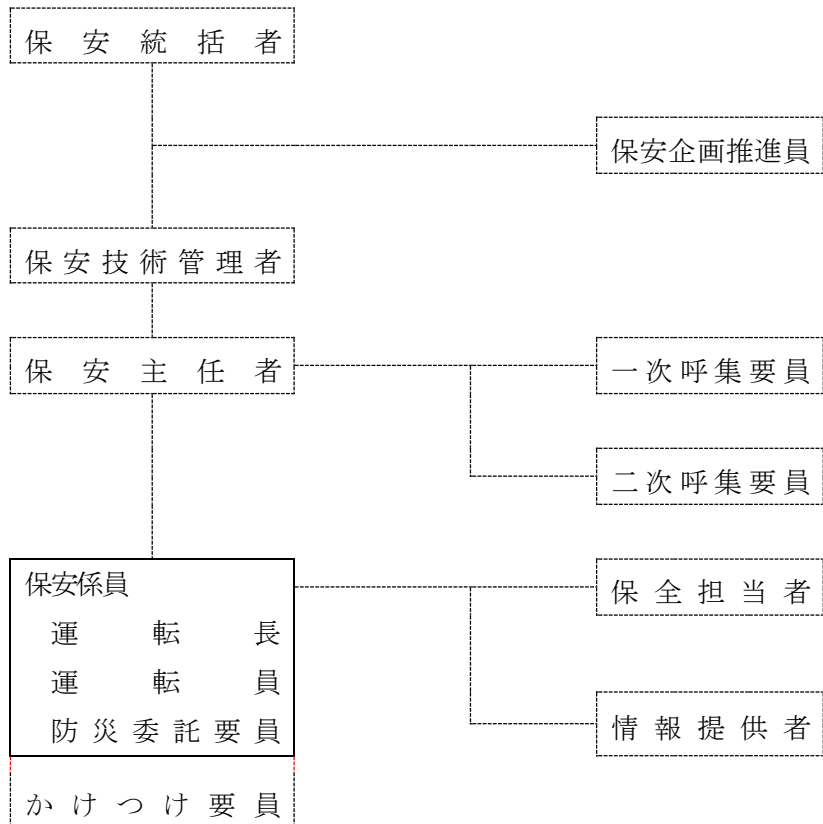 保安統括者
保安企画推進員
保安技術管理者
保安主任者
一次呼集要員
二次呼集要員
保安係員
運転長
運転員
防災委託要員
かけつけ要員
保全担当者
情報提供者